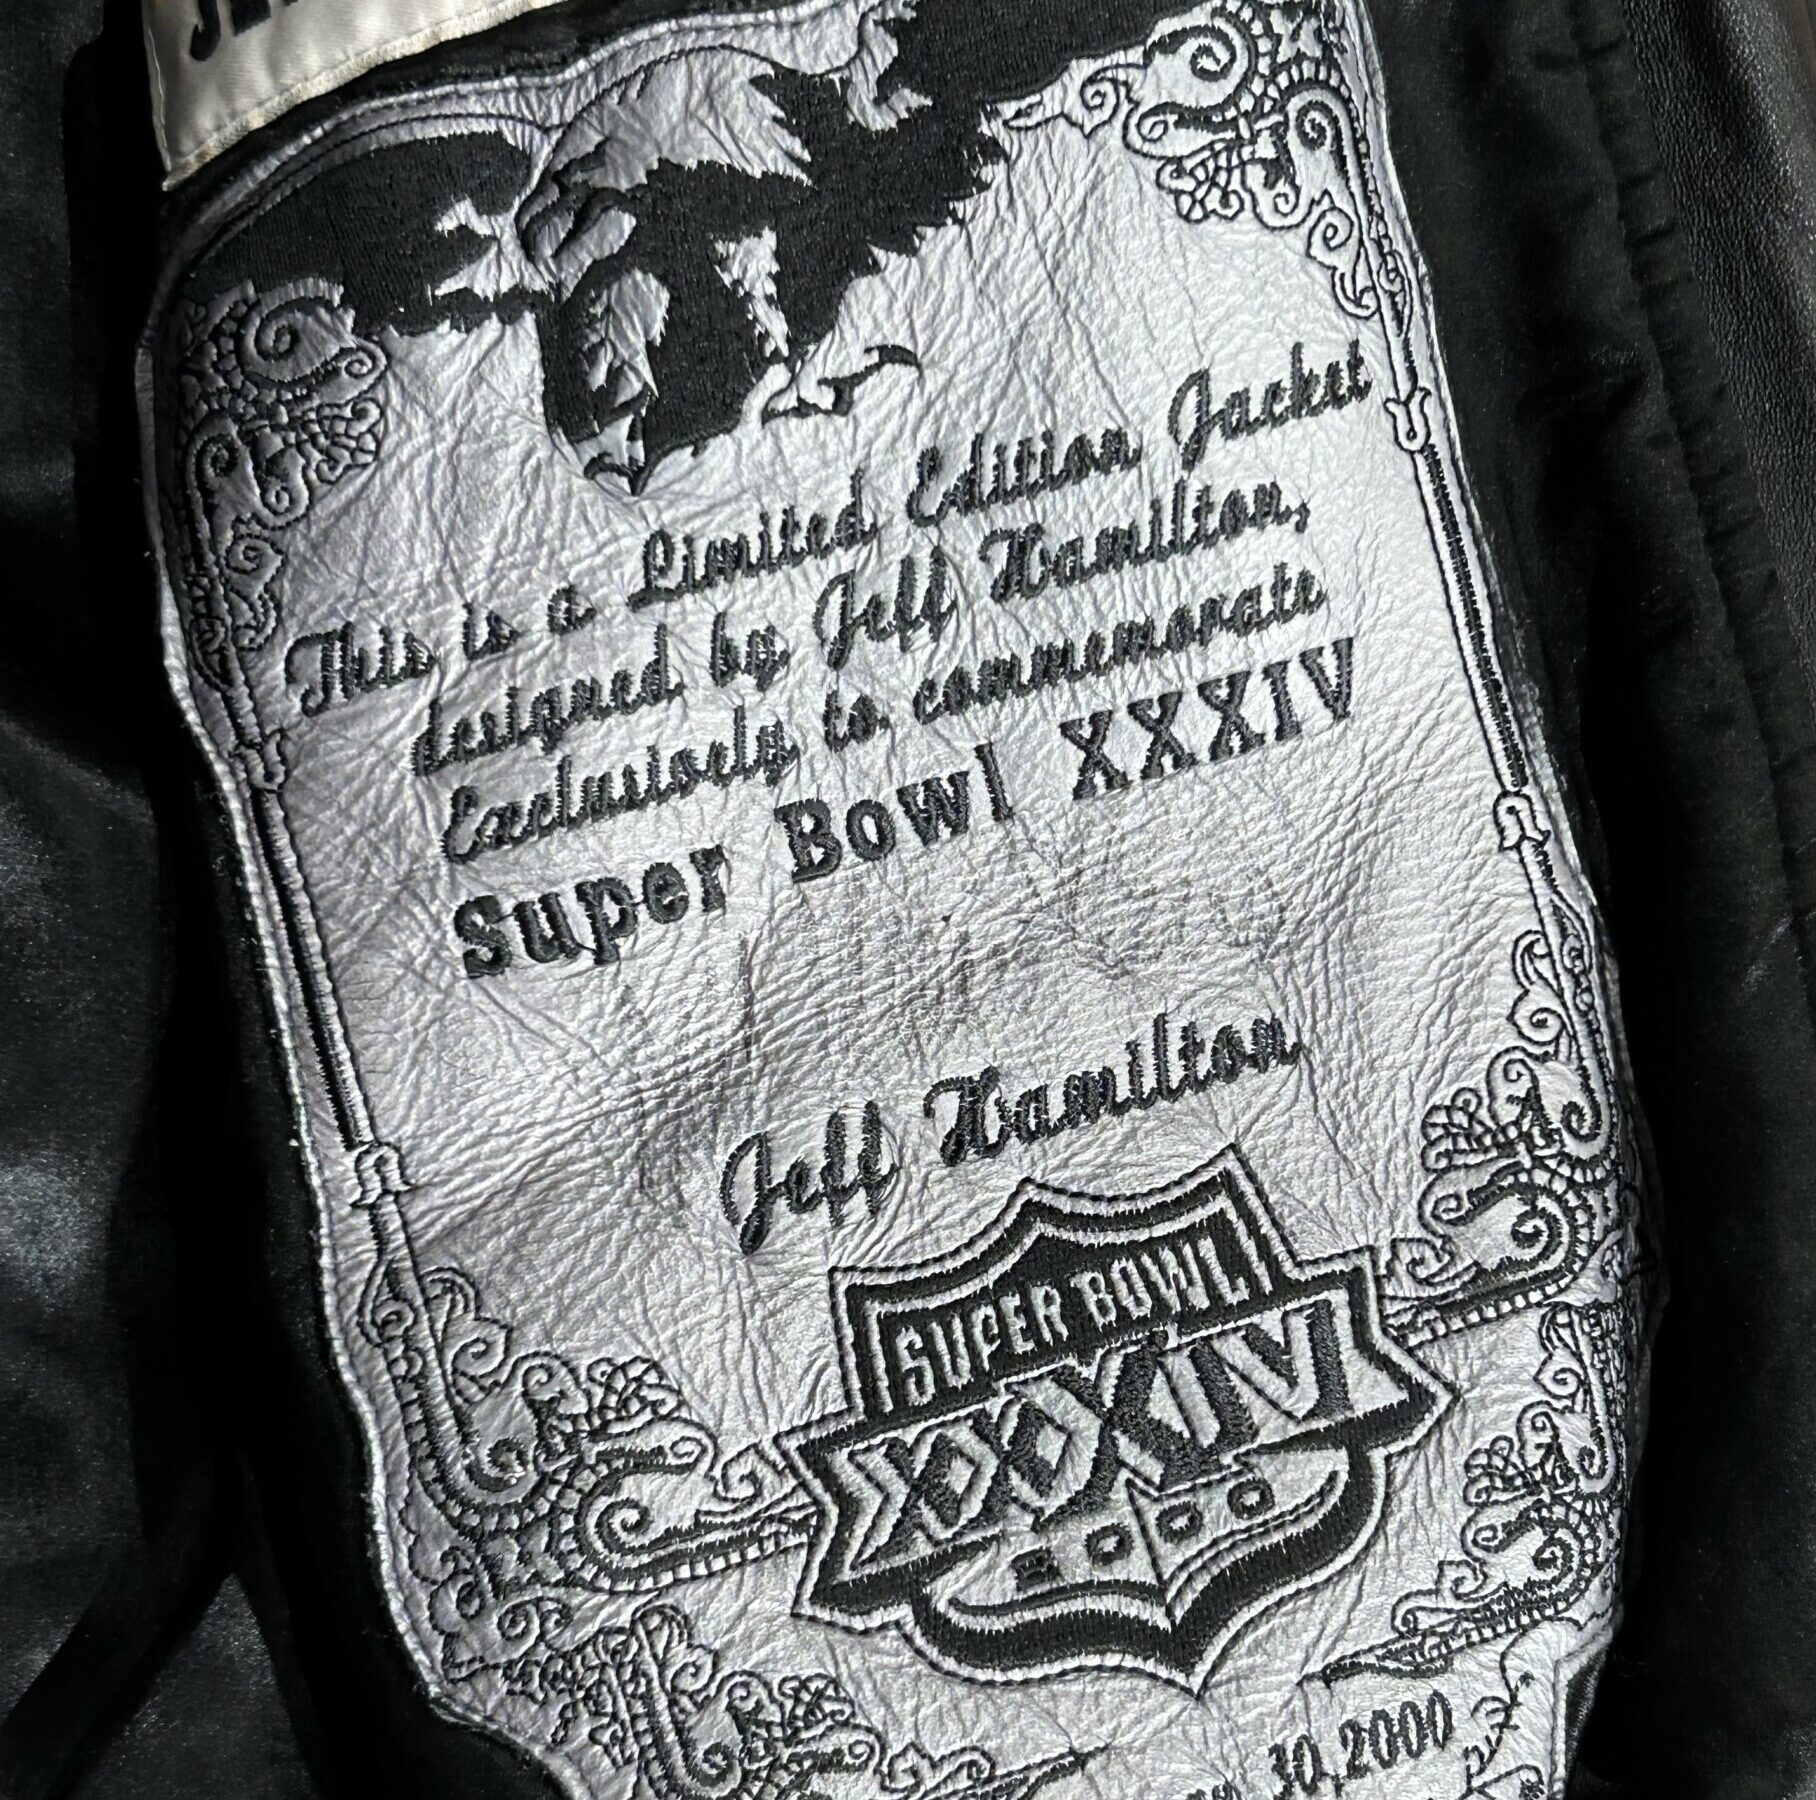 This is a Limited Edition Jacket
designed by Jeff Hamilton,
Exclusively to commemorate
Super Bowl XXXIV
Jeff Hamilton
SUPER BOWL
XXXIV
2000
30,2000